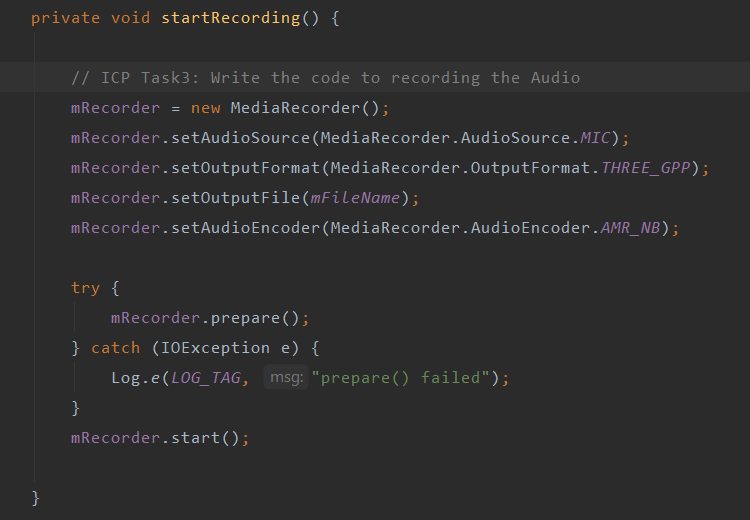 private void startRecording() {
// ICP Task3: Write the code to recording the Audio
mRecorder = new MediaRecorder();
mRecorder.setAudioSource(MediaRecorder.AudioSource.MIC);
mRecorder.setOutputFormat(MediaRecorder.OutputFormat.THREE_GPP);
mRecorder.setOutputFile(mFileName);
mRecorder.setAudioEncoder(MediaRecorder.AudioEncoder.AMR_NB);
try {
mRecorder.prepare();
} catch (IOException e) {
Log.e(LOG_TAG, msg: "prepare() failed");
}
mRecorder.start();
}